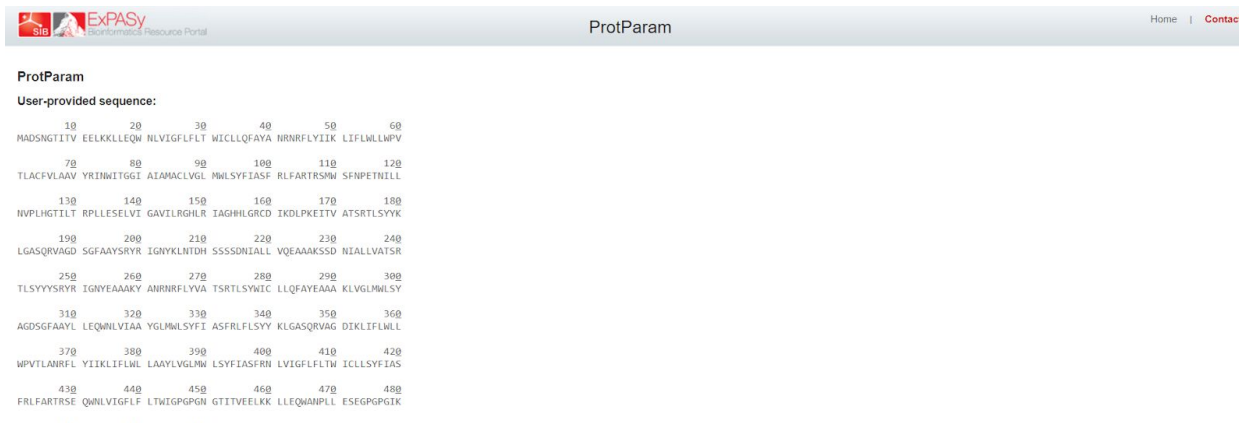 SIB ExPASy Bioinformatics Resource Portal ProtParam Home | Contac
ProtParam
User-provided sequence:
10 20 30 40 50 60
MADSNGTITV EELKKLLEQW NLVIGFLFLT WICLLQFAYA NRNRFLYIIK LIFLWLLWPV
70 80 90 100 110 120
TLACFVLAAV YRINWITGGI AIAMACLVGL MWLSYFIASF RLFARTRSMW SFNPETNILL
130 140 150 160 170 180
NVPLHGTILT RPLLESELVI GAVILRGHLR IAGHHLGRCD IKDLPKEITV ATSRTLSYYK
190 200 210 220 230 240
LGASQRVAGD SGFAAYSRYR IGNYKLNTDH SSSSDNIALL VQEAAAKSSD NIALLVATSR
250 260 270 280 290 300
TLSYYYSRYR IGNYEAAAKY ANRNRFLYVA TSRTLSYWIC LLQFAYEAAA KLVGLMWLSY
310 320 330 340 350 360
AGDSGFAAYL LEQWNLVIAA YGLMWLSYFI ASFRLFLSYY KLGASQRVAG DIKLIFLWLL
370 380 390 400 410 420
WPVTLANRFL YIIKLIFLWL LAAYLVGLMW LSYFIASFRN LVIGFLFLTW ICLLSYFIAS
430 440 450 460 470 480
FRLFARTRSE QWNLVIGFLF LTWIGPGPGN GTITVEELKK LLEQWANPLL ESEGPGPGIK